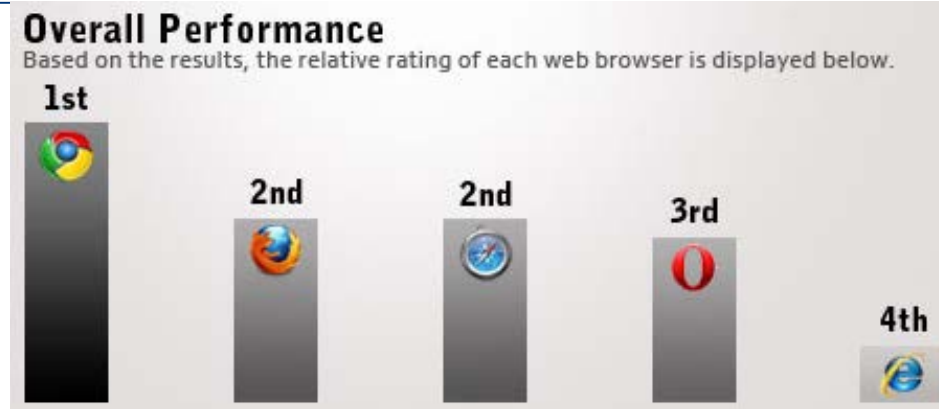 Overall Performance
Based on the results, the relative rating of each web browser is displayed below.
1st
2nd
2nd
3rd
4th